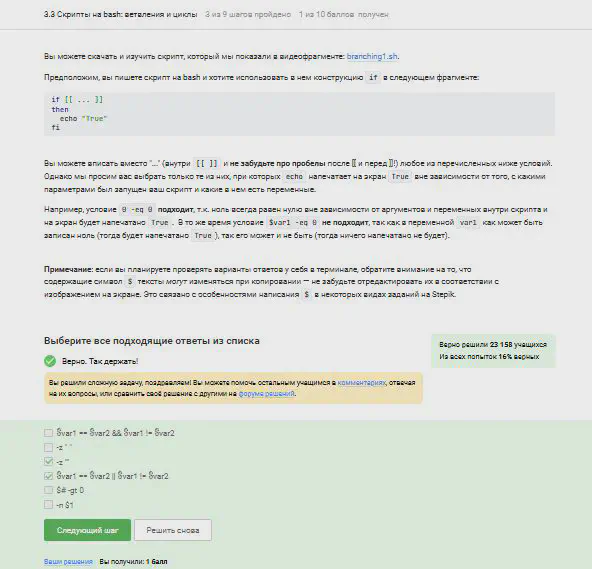 3.3 Скрипты на bash: ветвления и циклы 3 из 9 шагов пройдено 1 из 10 баллов получен
Вы можете скачать и изучить скрипт, который мы показали в видеофрагменте: branching1.sh.
Предположим, вы пишете скрипт на bash и хотите использовать в нем конструкцию if в следующем фрагменте:
if [[ ... ]]
then
echo "True"
fi
Вы можете вписать вместо "..." (внутри [[ ]] и не забудьте про пробелы после [[ и перед ]]!) любое из перечисленных ниже условий.
Однако мы просим вас выбрать только те из них, при которых echo напечатает на экран True вне зависимости от того, с какими
параметрами был запущен ваш скрипт и какие в нем есть переменные.
Например, условие 0 -eq 0 подходит, т.к. ноль всегда равен нулю вне зависимости от аргументов и переменных внутри скрипта и
на экран будет напечатано True . В то же время условие $var1 -eq 0 не подходит, так как в переменной var1 как может быть
записан ноль (тогда будет напечатано True ), так его может и не быть (тогда ничего напечатано не будет).
Примечание: если вы планируете проверять варианты ответов у себя в терминале, обратите внимание на то, что
содержащие символ $ тексты могут изменяться при копировании — не забудьте отредактировать их в соответствии с
изображением на экране. Это связано с особенностями написания $ в некоторых видах заданий на Stepik.
Выберите все подходящие ответы из списка
Верно решили 23 158 учащихся
Из всех попыток 16% верных
Верно. Так держать!
Вы решили сложную задачу, поздравляем! Вы можете помочь остальным учащимся в комментариях, отвечая
на их вопросы, или сравнить своё решение с другими на форуме решений.
$var1 == $var2 && $var1 != $var2
-z " "
-z ""
$var1 == $var2 || $var1 != $var2
$# -gt 0
-n $1
Следующий шаг Решить снова
Ваши решения Вы получили: 1 балл